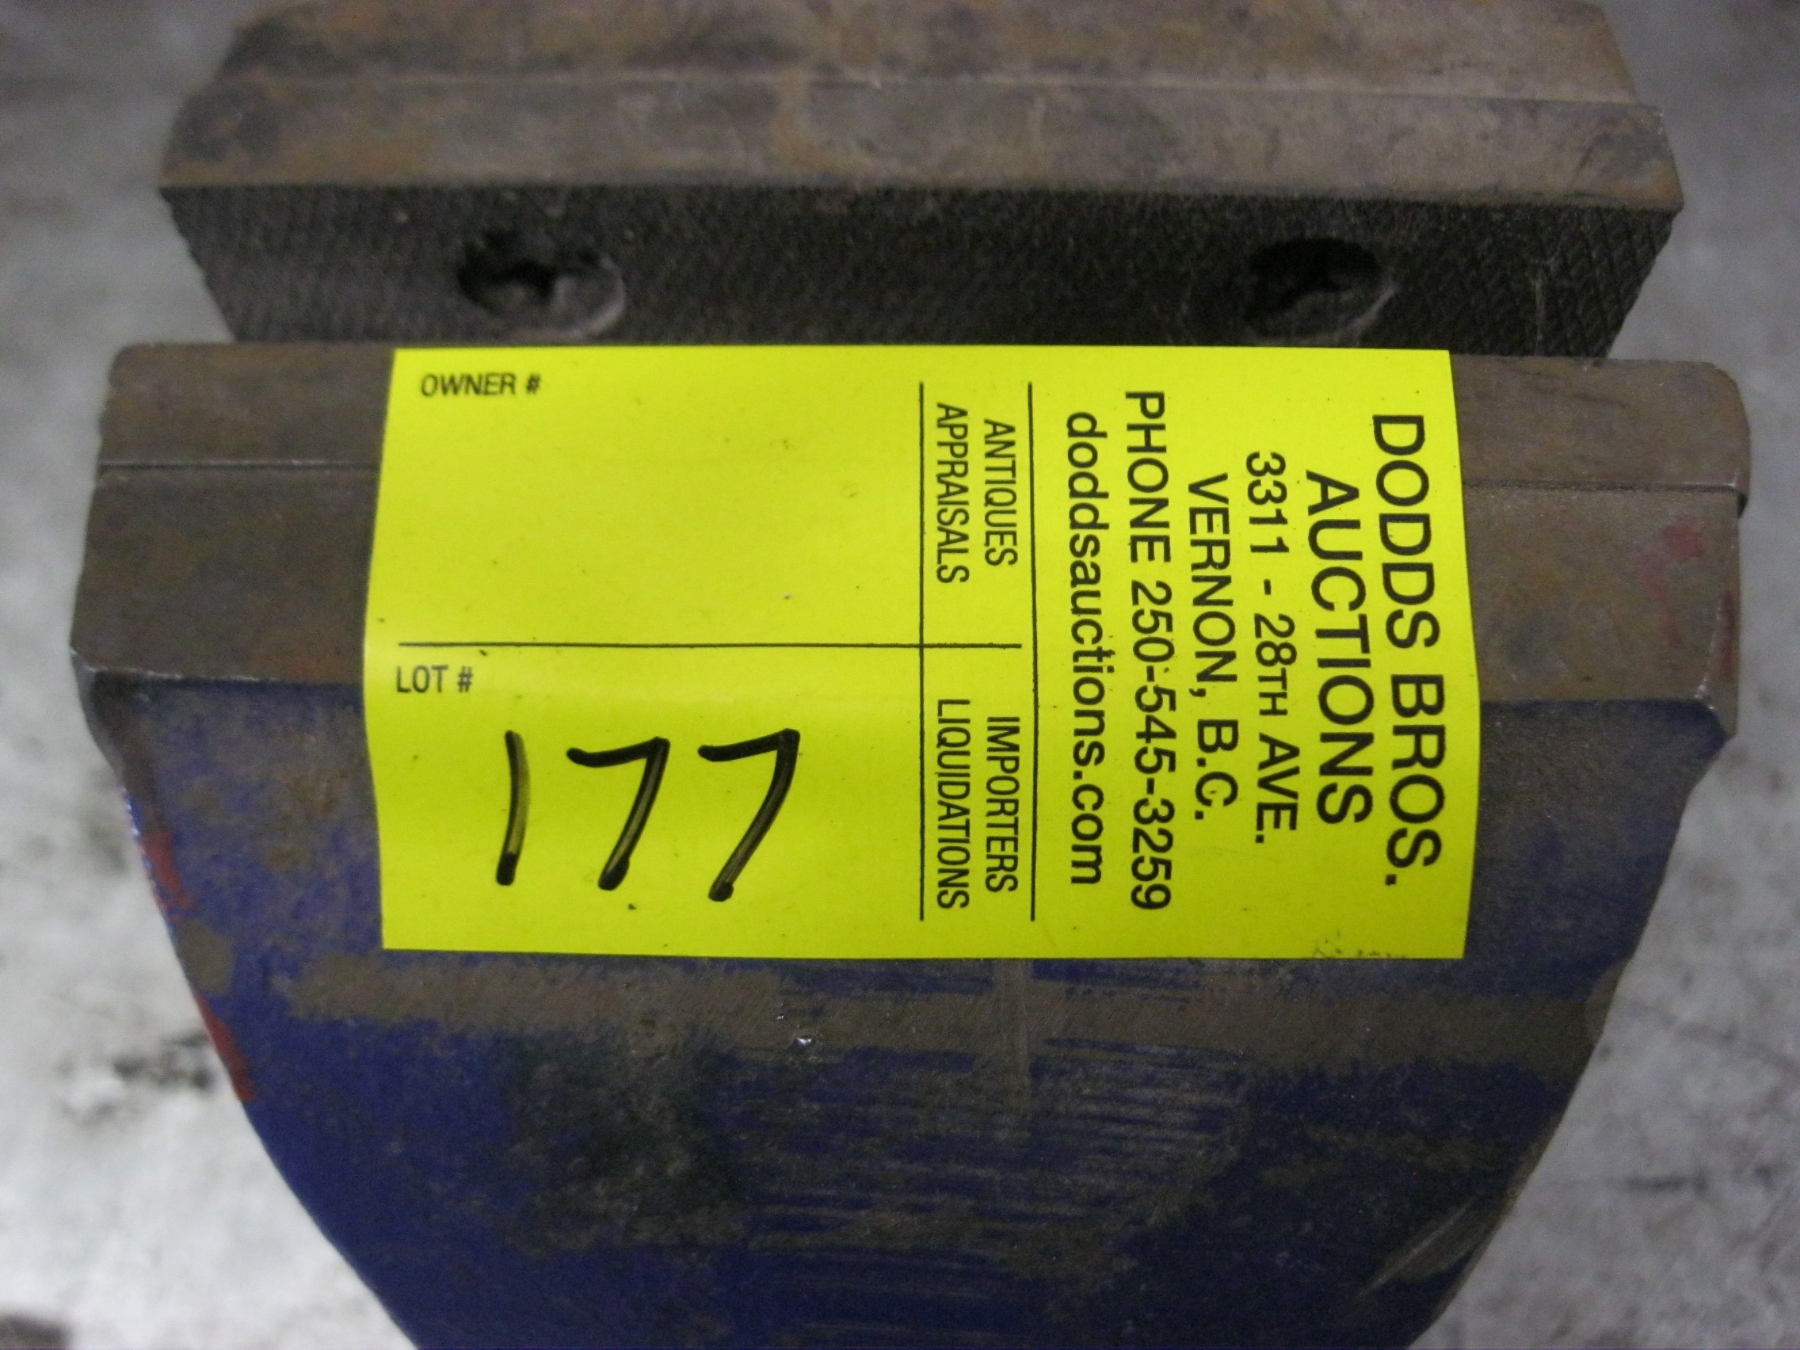 DODDS BROS.
AUCTIONS
3311 - 28TH AVE.
VERNON, B.C.
PHONE 250-545-3259
doddsauctions.com
ANTIQUES
APPRAISALS
IMPORTERS
LIQUIDATIONS
OWNER #
LOT #
177